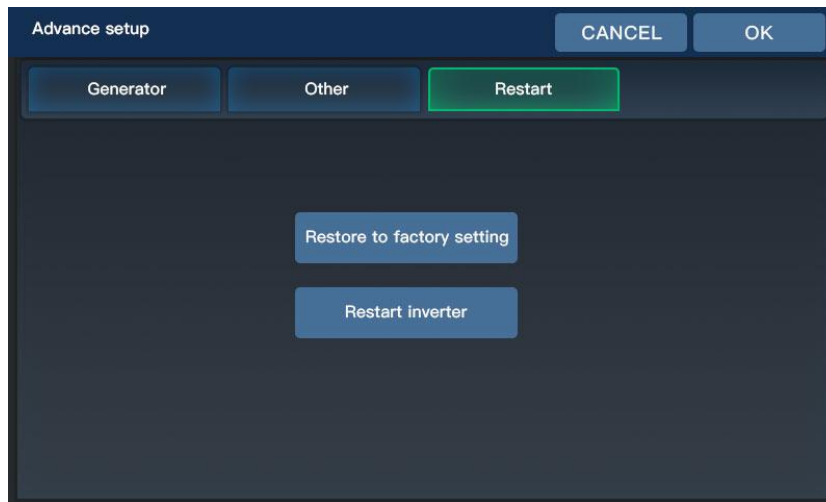 Advance setup
CANCEL
OK
Generator
Other
Restart
Restore to factory setting
Restart inverter